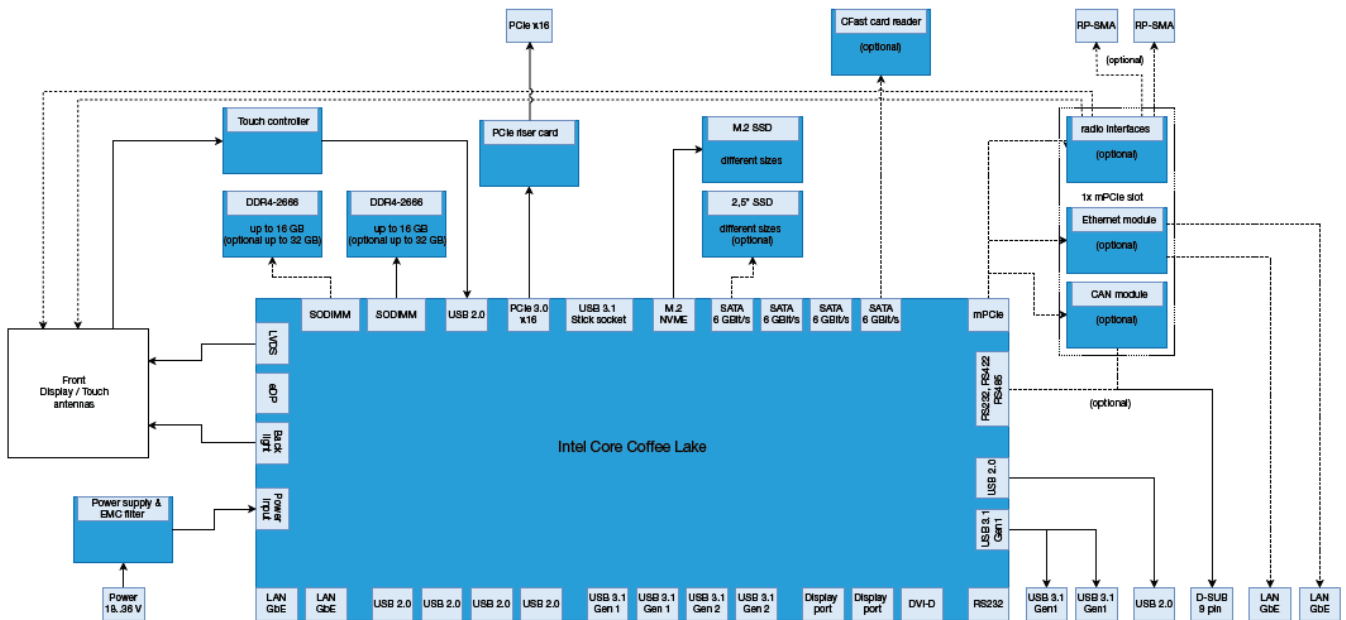 PCIe x16
CFast card reader
(optional)
RP-SMA
RP-SMA
(optional)
Touch controller
PCIe riser card
M.2 SSD
different sizes
radio interfaces
(optional)
1x mPCIe slot
DDR4-2666
up to 16 GB
(optional up to 32 GB)
DDR4-2666
up to 16 GB
(optional up to 32 GB)
2,5" SSD
different sizes
(optional)
Ethernet module
(optional)
CAN module
(optional)
SODIMM
SODIMM
USB 2.0
PCIe 3.0
x16
USB 3.1
Stick socket
M.2
NVME
SATA
6 GBit/s
SATA
6 GBit/s
SATA
6 GBit/s
SATA
6 GBit/s
mPCIe
Front
Display / Touch
antennas
LVDS
eDP
Back
light
Power
Input
Intel Core Coffee Lake
RS232, RS422
RS485
(optional)
USB 2.0
USB 3.1
Gen1
Power supply &
EMC filter
Power
18..36 V
LAN
GbE
LAN
GbE
USB 2.0
USB 2.0
USB 2.0
USB 2.0
USB 3.1
Gen 1
USB 3.1
Gen 1
USB 3.1
Gen 2
USB 3.1
Gen 2
Display
port
Display
port
DVI-D
RS232
USB 3.1
Gen1
USB 3.1
Gen1
USB 2.0
D-SUB
9 pin
LAN
GbE
LAN
GbE